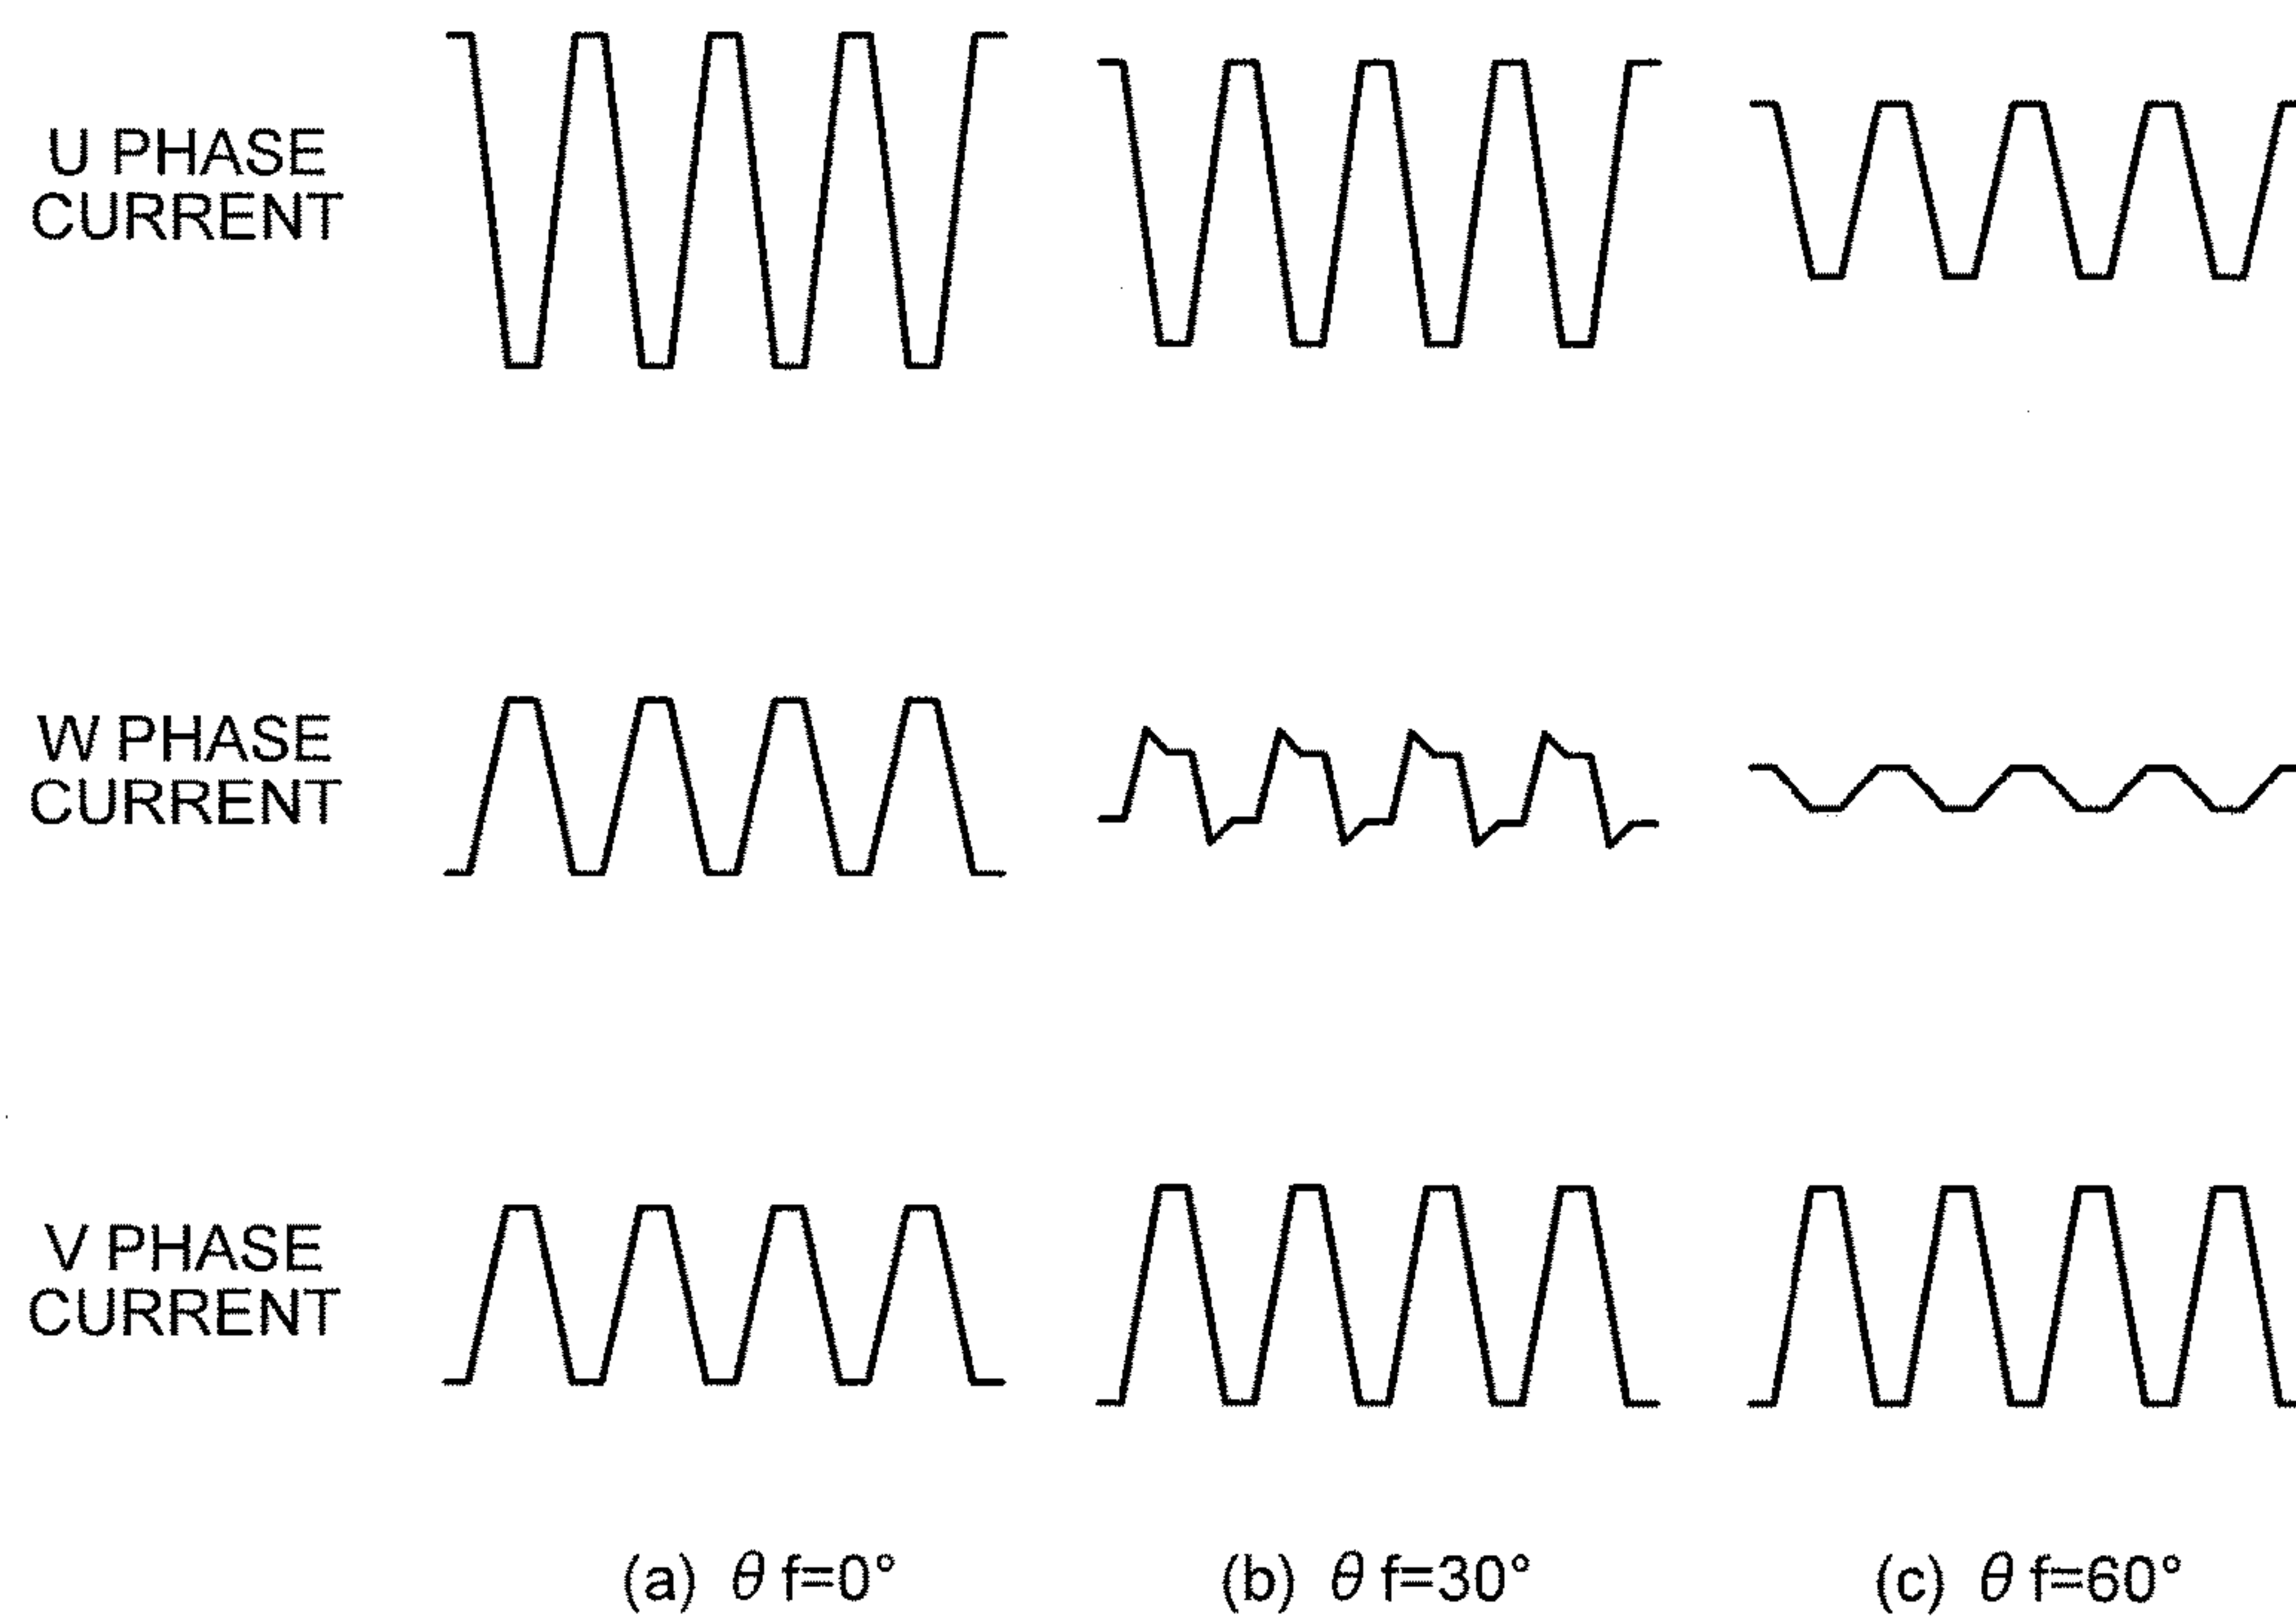 U PHASE
CURRENT
W PHASE
CURRENT
V PHASE
CURRENT
(a) θ f=0°
(b) θ f=30°
(c) θ f=60°